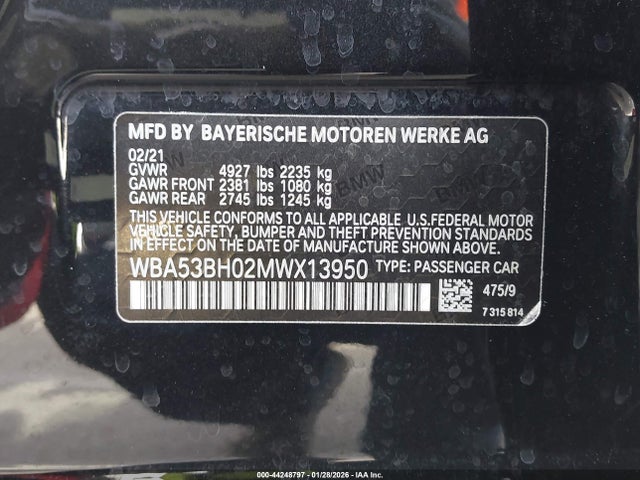 MFD BY BAYERISCHE MOTOREN WERKE AG
02/21
GVWR 4927 lbs 2235 kg
GAWR FRONT 2381 lbs 1080 kg
GAWR REAR 2745 lbs 1245 kg
THIS VEHICLE CONFORMS TO ALL APPLICABLE U.S.FEDERAL MOTOR
VEHICLE SAFETY, BUMPER AND THEFT PREVENTION STANDARDS
IN EFFECT ON THE DATE OF MANUFACTURE SHOWN ABOVE.
WBA53BH02MWX13950 TYPE: PASSENGER CAR
475/9
7 315 814
000-44248797 - 01/28/2026 - IAA Inc.